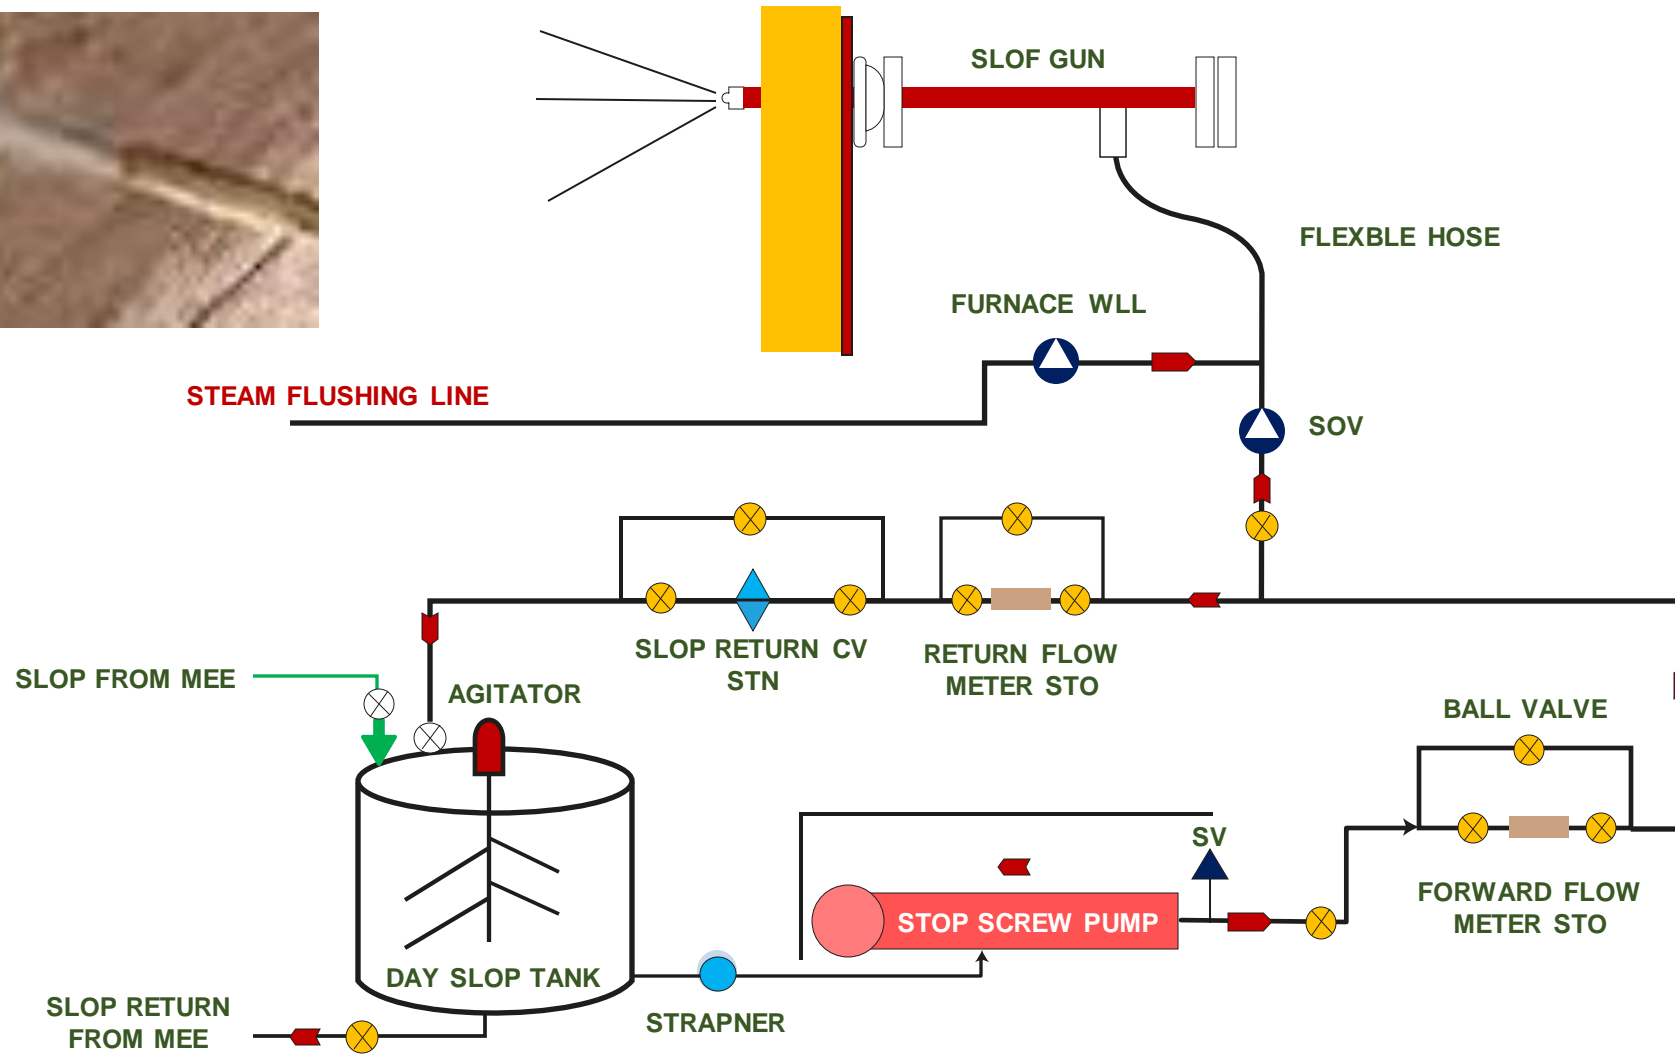 SLOF GUN
FLEXBLE HOSE
FURNACE WLL
STEAM FLUSHING LINE
SOV
SLOP RETURN CV
STN
RETURN FLOW
METER STO
SLOP FROM MEE
AGITATOR
BALL VALVE
SV
STOP SCREW PUMP
FORWARD FLOW
METER STO
DAY SLOP TANK
STRAPNER
SLOP RETURN
FROM MEE